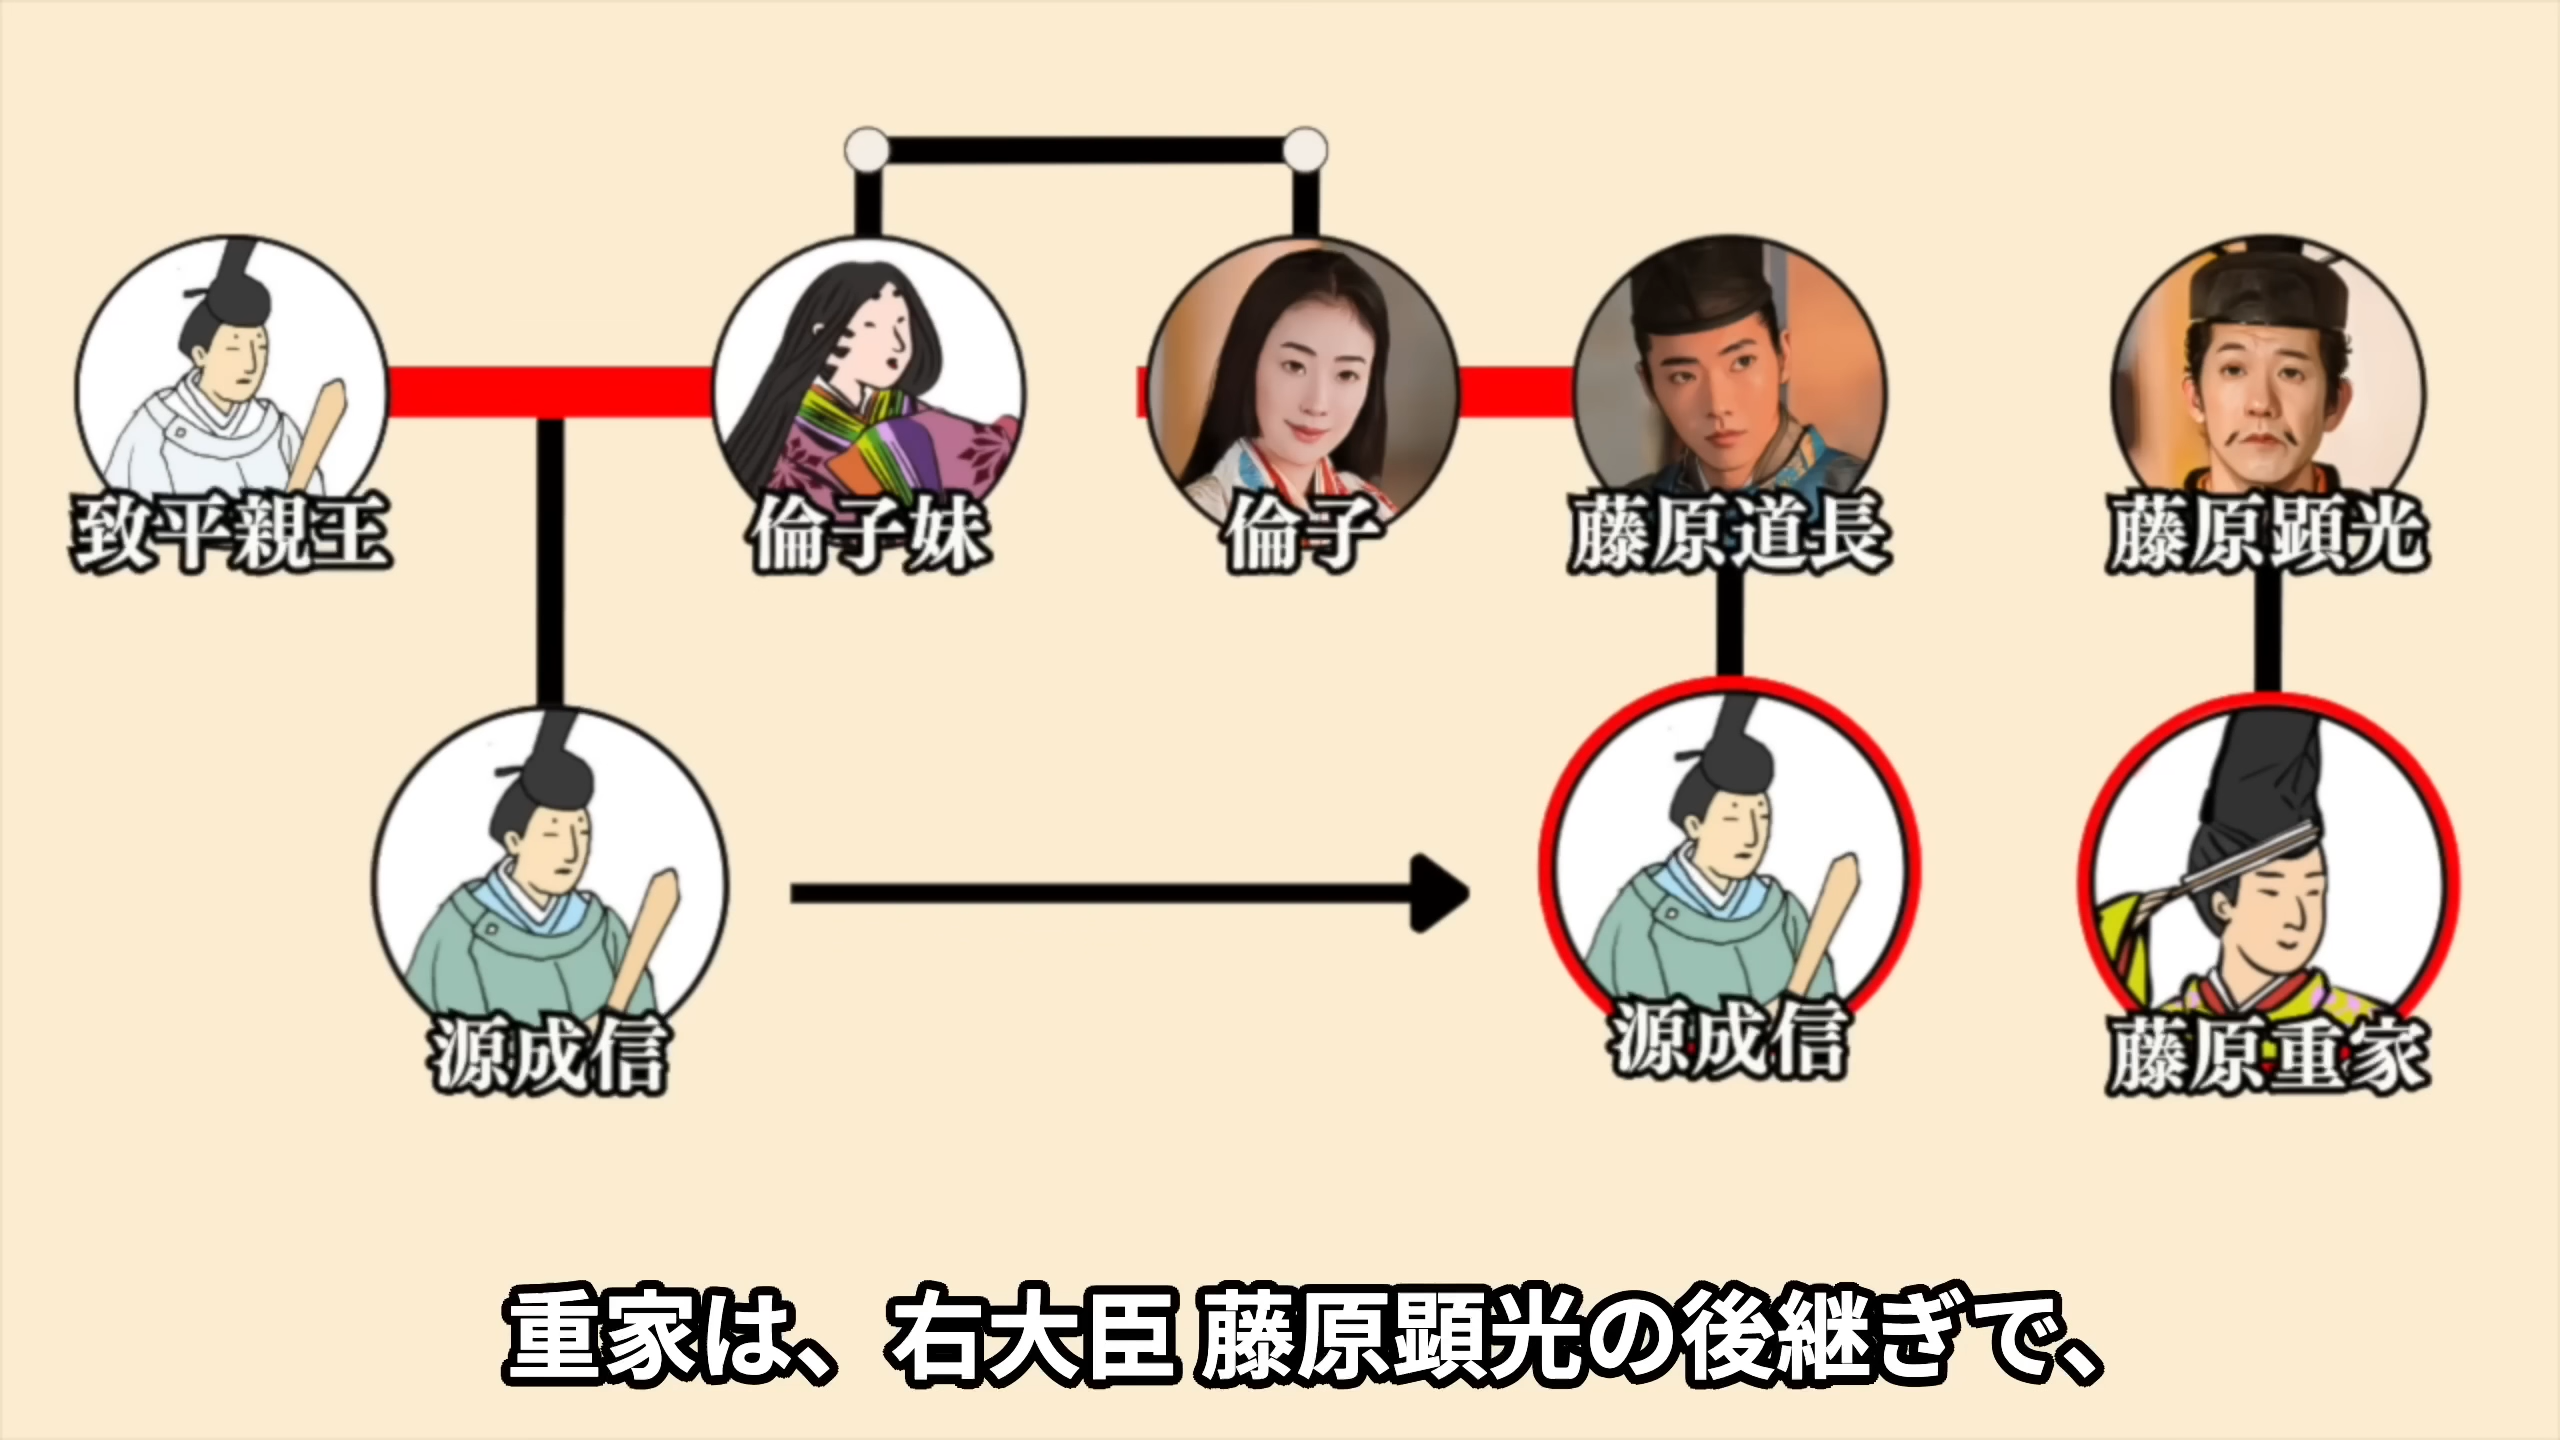 致平親王
倫子妹
倫子
藤原道長
藤原顕光
源成信
源成信
藤原重家
重家は、右大臣 藤原顕光の後継ぎで、